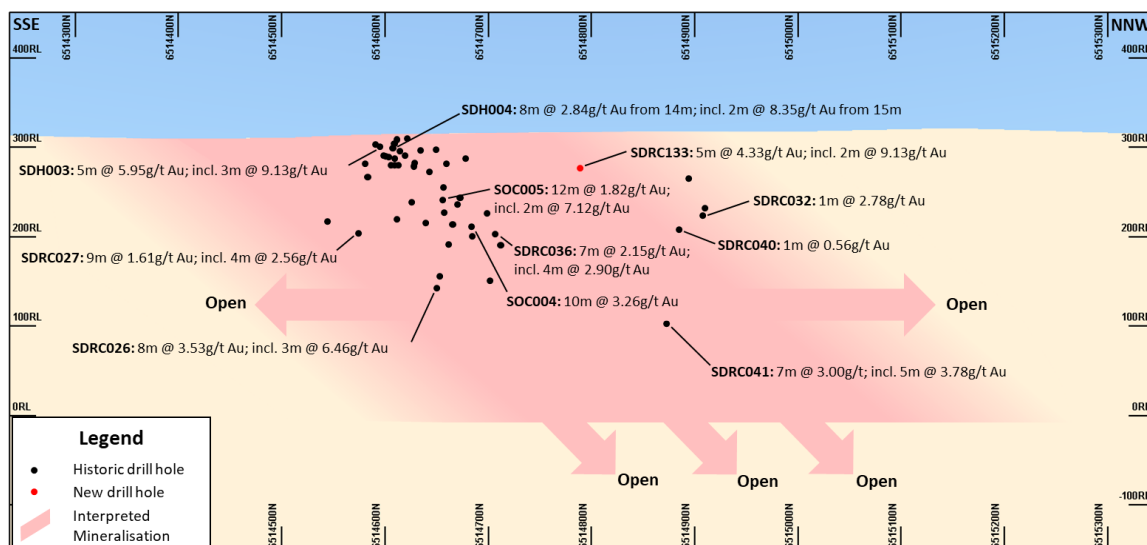 SSE
6514300N
6514400N
6514500N
6514600N
6514700N
6514800N
6514900N
6515000N
6515100N
6515200N
6515300N
NNW
400RL
400RL
SDH004: 8m @ 2.84g/t Au from 14m; incl. 2m @ 8.35g/t Au from 15m
300RL
300RL
SDRC133: 5m @ 4.33g/t Au; incl. 2m @ 9.13g/t Au
SDH003: 5m @ 5.95g/t Au; incl. 3m @ 9.13g/t Au
SOC005: 12m @ 1.82g/t Au;
incl. 2m @ 7.12g/t Au
SDRC032: 1m @ 2.78g/t Au
200RL
200RL
SDRC040: 1m @ 0.56g/t Au
SDRC027: 9m @ 1.61g/t Au; incl. 4m @ 2.56g/t Au
SDRC036: 7m @ 2.15g/t Au;
incl. 4m @ 2.90g/t Au
Open
SOC004: 10m @ 3.26g/t Au
Open
100RL
100RL
SDRC026: 8m @ 3.53g/t Au; incl. 3m @ 6.46g/t Au
SDRC041: 7m @ 3.00g/t; incl. 5m @ 3.78g/t Au
0RL
0RL
Legend
Historic drill hole
New drill hole
Interpreted
Mineralisation
Open
Open
Open
-100RL
6514500N
6514600N
6514700N
6514800N
6514900N
6515000N
6515100N
6515200N
6515300N